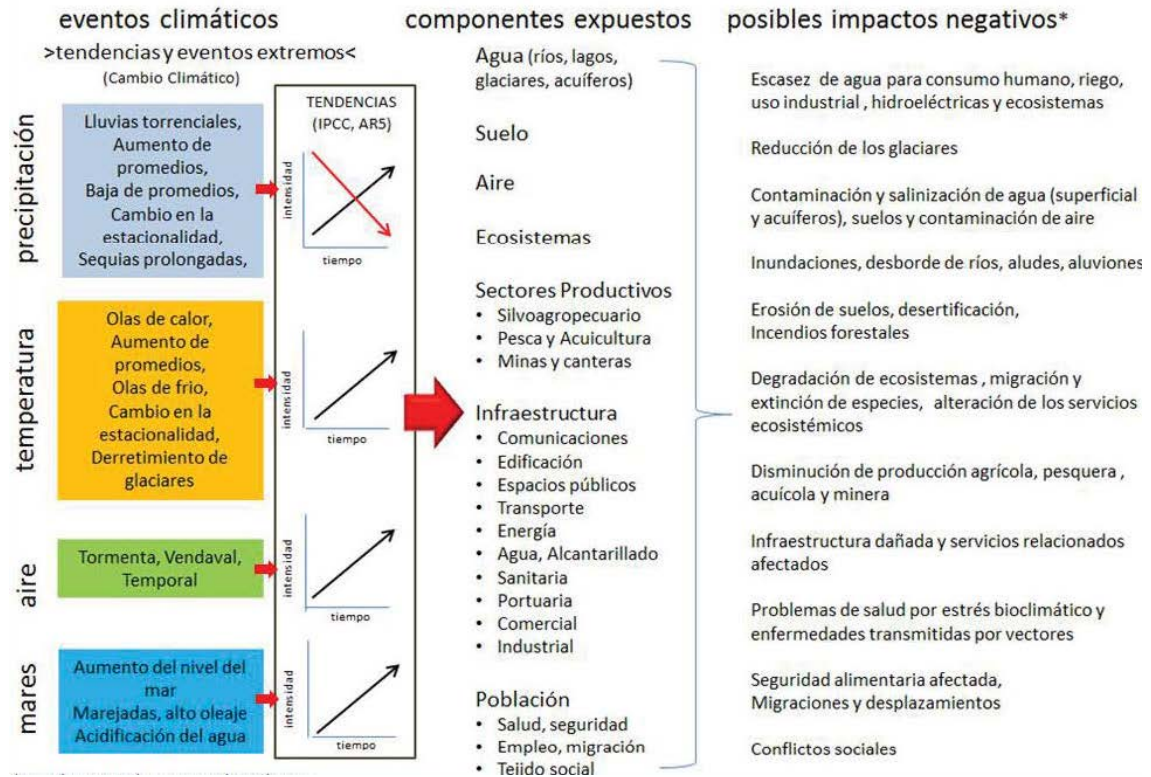 eventos climáticos
>tendencias y eventos extremos<
(Cambio Climático)
precipitación
Lluvias torrenciales,
Aumento de
promedios,
Baja de promedios,
Cambio en la
estacionalidad,
Sequias prolongadas,
temperatura
Olas de calor,
Aumento de
promedios,
Olas de frio,
Cambio en la
estacionalidad,
Derretimiento de
glaciares
aire
Tormenta, Vendaval,
Temporal
mares
Aumento del nivel del
mar
Marejadas, alto oleaje
Acidificación del agua
TENDENCIAS
(IPCC, AR5)
intensidad
tiempo
intensidad
tiempo
intensidad
tiempo
intensidad
tiempo
componentes expuestos
Agua (ríos, lagos,
glaciares, acuíferos)
Suelo
Aire
Ecosistemas
Sectores Productivos
• Silvoagropecuario
• Pesca y Acuicultura
• Minas y canteras
Infraestructura
• Comunicaciones
• Edificación
• Espacios públicos
• Transporte
• Energía
• Agua, Alcantarillado
• Sanitaria
• Portuaria
• Comercial
• Industrial
Población
• Salud, seguridad
• Empleo, migración
• Tejido social
posibles impactos negativos*
Escasez de agua para consumo humano, riego,
uso industrial , hidroeléctricas y ecosistemas
Reducción de los glaciares
Contaminación y salinización de agua (superficial
y acuíferos), suelos y contaminación de aire
Inundaciones, desborde de ríos, aludes, aluviones
Erosión de suelos, desertificación,
Incendios forestales
Degradación de ecosistemas , migración y
extinción de especies, alteración de los servicios
ecosistémicos
Disminución de producción agrícola, pesquera ,
acuícola y minera
Infraestructura dañada y servicios relacionados
afectados
Problemas de salud por estrés bioclimático y
enfermedades transmitidas por vectores
Seguridad alimentaria afectada,
Migraciones y desplazamientos
Conflictos sociales